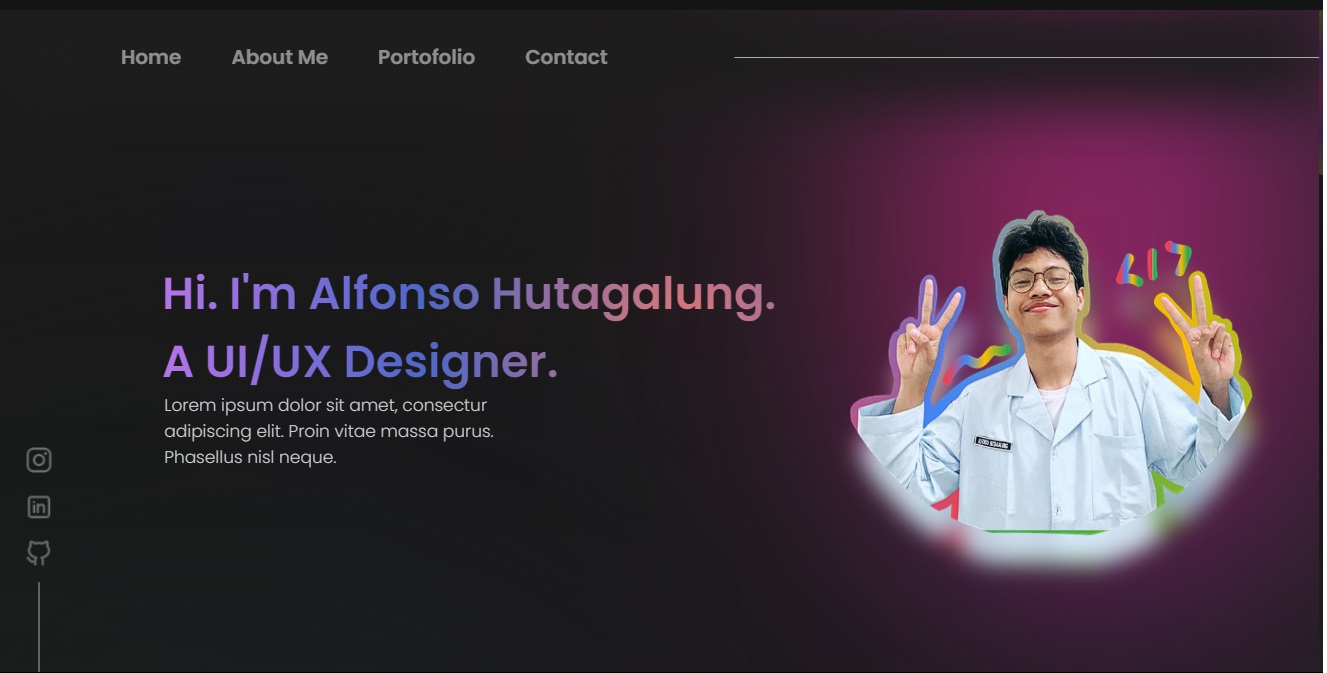 Home About Me Portofolio Contact
Hi. I'm Alfonso Hutagalung.
A UI/UX Designer.
Lorem ipsum dolor sit amet, consectur
adipiscing elit. Proin vitae massa purus.
Phasellus nisl neque.
in